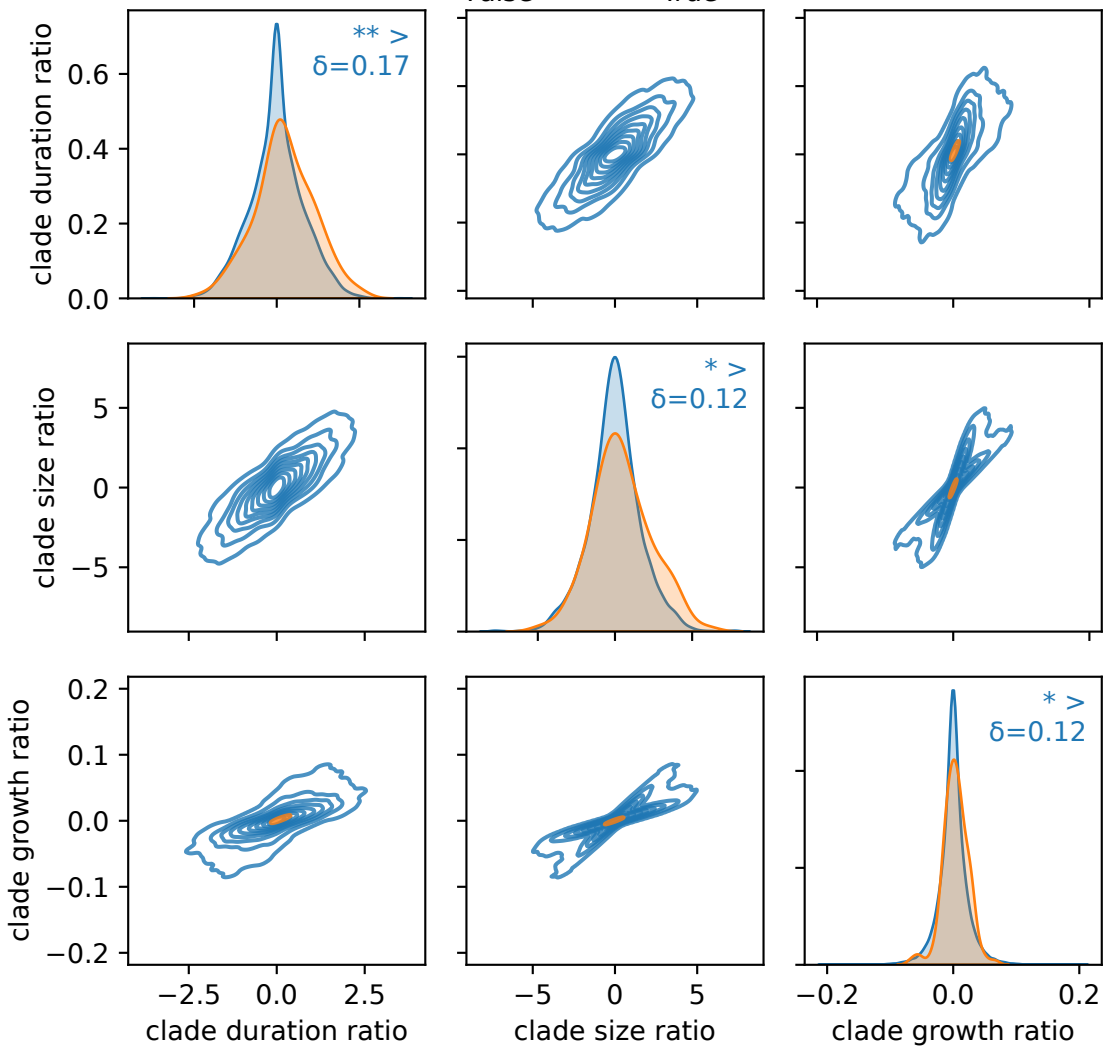 False True
clade duration ratio
0.6
0.4
0.2
0.0
** >
δ=0.17
clade size ratio
5
0
−5
* >
δ=0.12
clade growth ratio
0.2
0.1
0.0
−0.1
−0.2
* >
δ=0.12
−2.5 0.0 2.5
−5 0 5
−0.2 0.0 0.2
clade duration ratio
clade size ratio
clade growth ratio